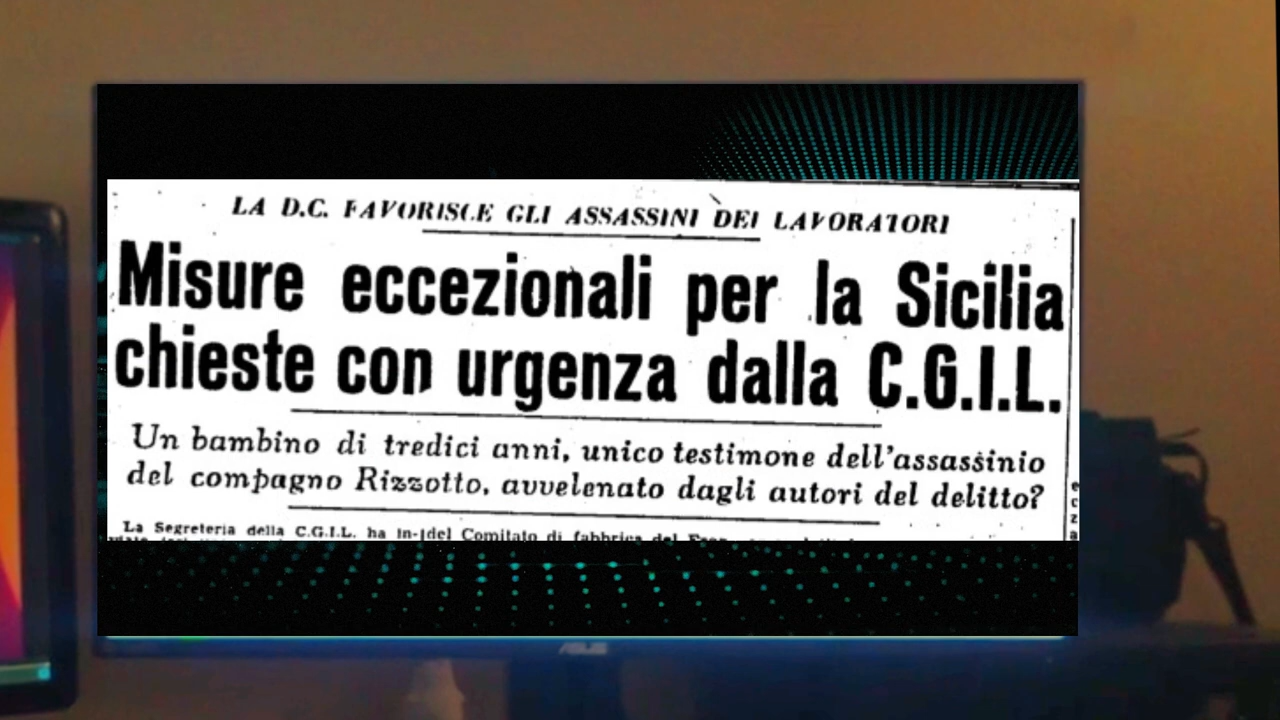 LA D.C. FAVORISCE GLI ASSASSINI DEI LAVORATORI
Misure eccezionali per la Sicilia
chieste con urgenza dalla C.G.I.L.
Un bambino di tredici anni, unico testimone dell'assassinio
del compagno Rizzotto, avvelenato dagli autori del delitto?
La Segreteria della C.G.I.L. ha in- del Comitato di fabbrica del
ASUS